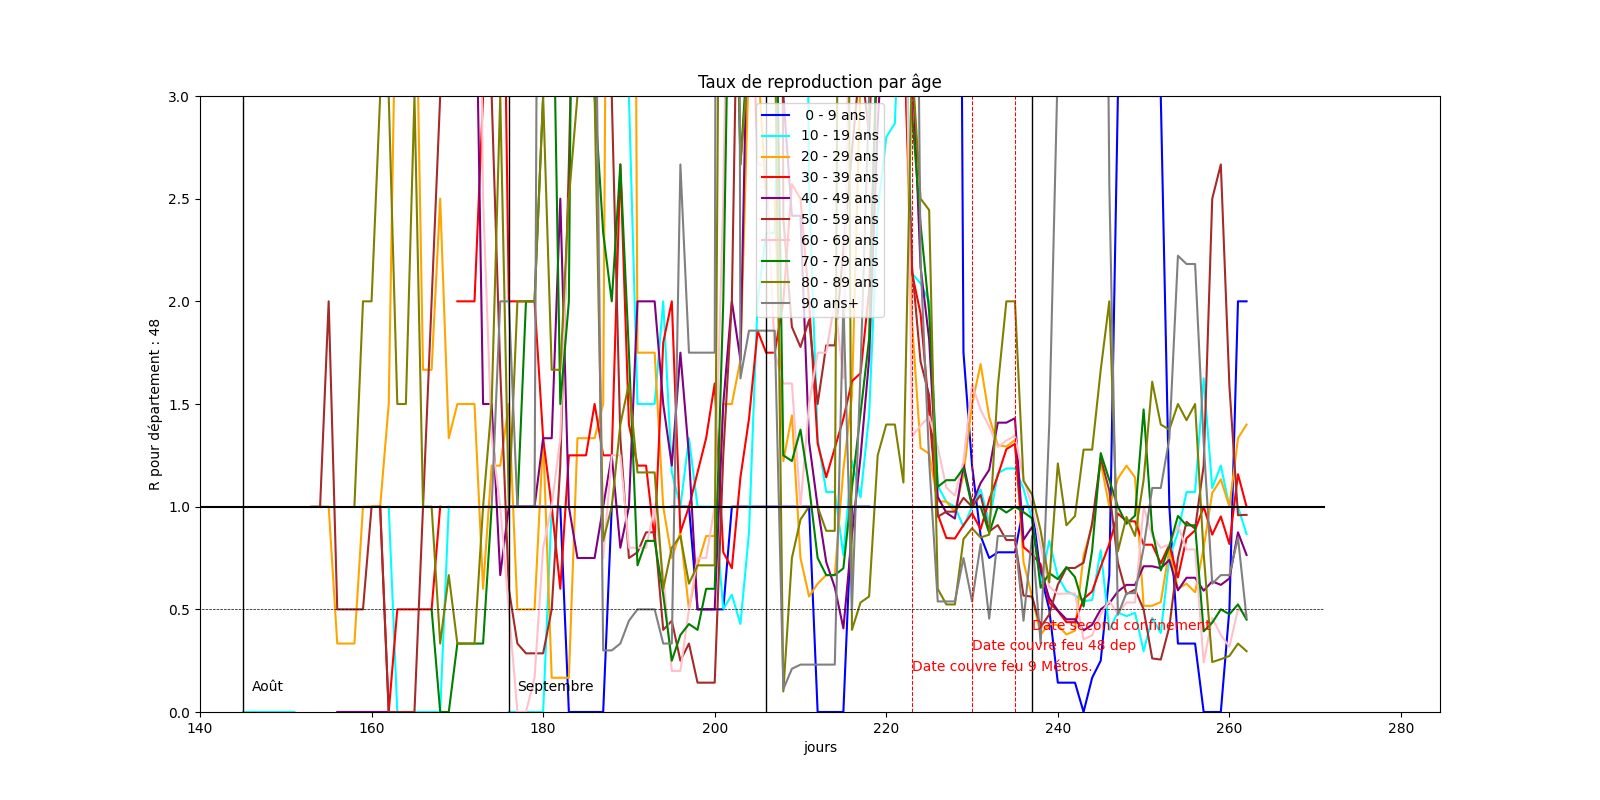 Taux de reproduction par âge
R pour département : 48
3.0
2.5
2.0
1.5
1.0
0.5
0.0
0 - 9 ans
10 - 19 ans
20 - 29 ans
30 - 39 ans
40 - 49 ans
50 - 59 ans
60 - 69 ans
70 - 79 ans
80 - 89 ans
90 ans+
Date second confinement
Date couvre feu 48 dep
Date couvre feu 9 Métros.
Août
Septembre
140 160 180 200 220 240 260 280
jours